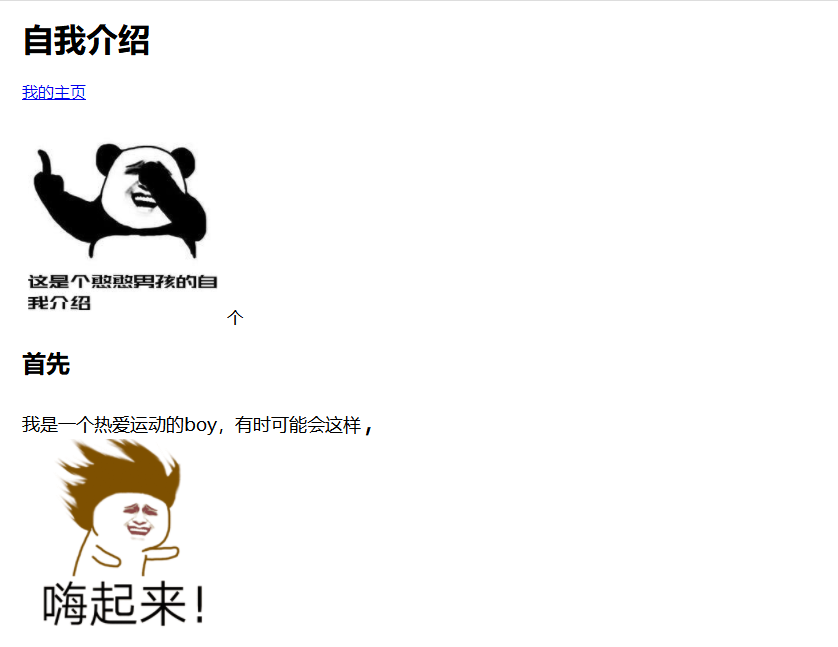 自我介绍
我的主页
这是个憨憨男孩的自
我介绍
个
首先
我是一个热爱运动的boy，有时可能会这样，
嗨起来!